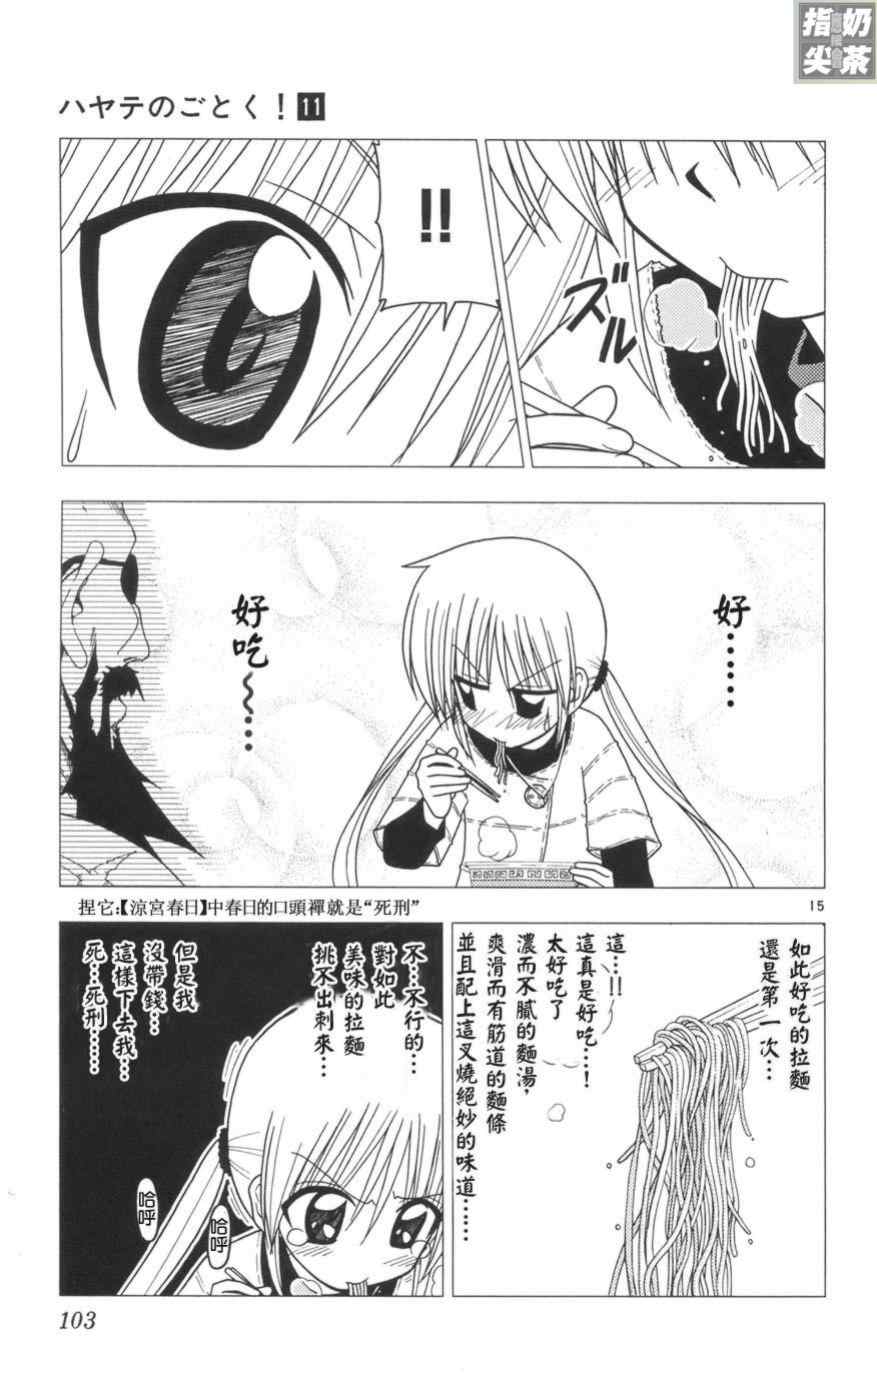 指奶
尖茶
ハヤテのごとく！11
ズルル
!!
好……
好吃～……
捏它：【涼宮春日】中春日的口頭禪就是“死刑”
15
如此好吃的拉麵
還是第一次…
這…!!
這真是好吃…!
太好吃了
濃而不膩的麵湯，
爽滑而有筋道的麵條
並且配上這叉燒絕妙的味道……
不…不行的…
對如此
美味的拉麵
挑不出刺來…
但是我
沒帶錢…
這樣下去我…
死…死刑……
哈呼
哈呼
103